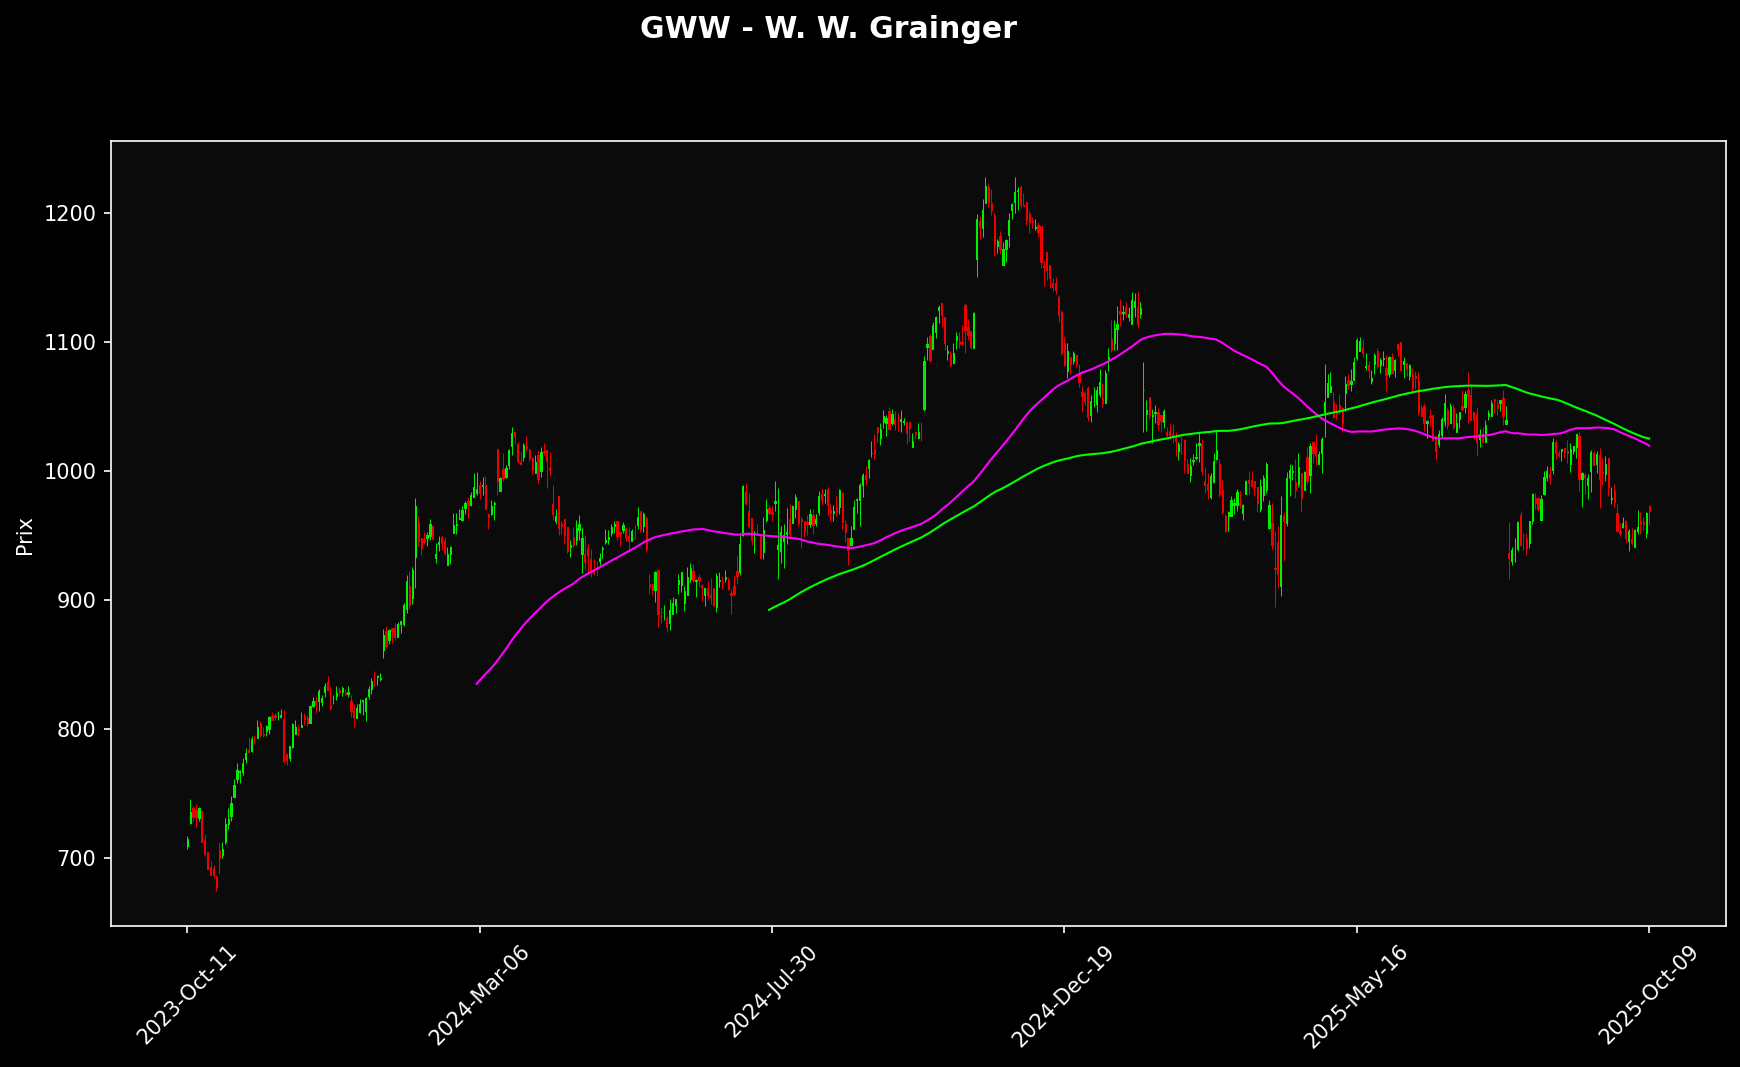 GWW - W. W. Grainger
Prix
1200
1100
1000
900
800
700
2023-Oct-11
2024-Mar-06
2024-Jul-30
2024-Dec-19
2025-May-16
2025-Oct-09